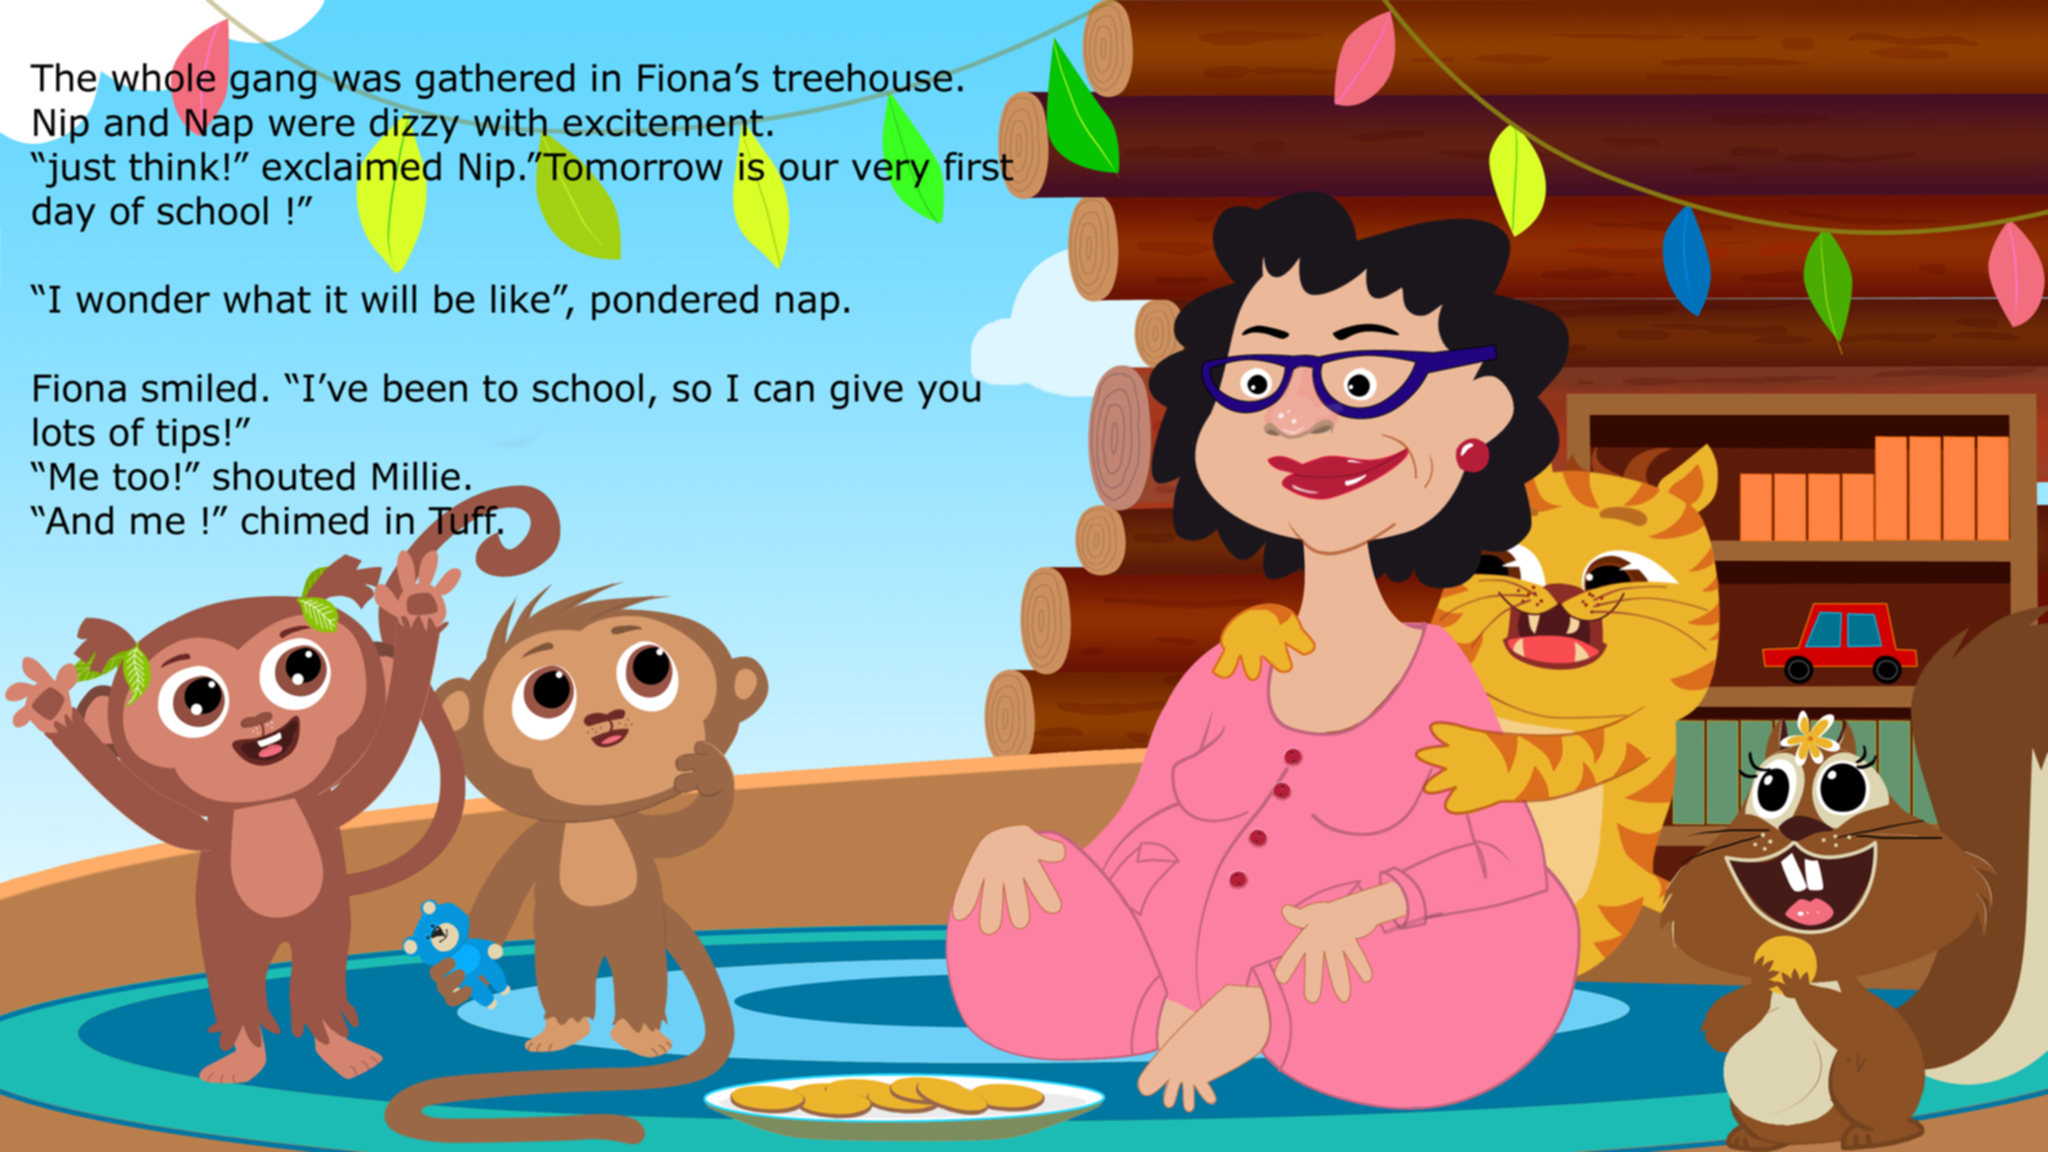 The whole gang was gathered in Fiona’s treehouse.
Nip and Nap were dizzy with excitement.
“just think!” exclaimed Nip.”Tomorrow is our very first
day of school !”
“I wonder what it will be like”, pondered nap.
Fiona smiled. “I’ve been to school, so I can give you
lots of tips!”
“Me too!” shouted Millie.
“And me !” chimed in Tuff.